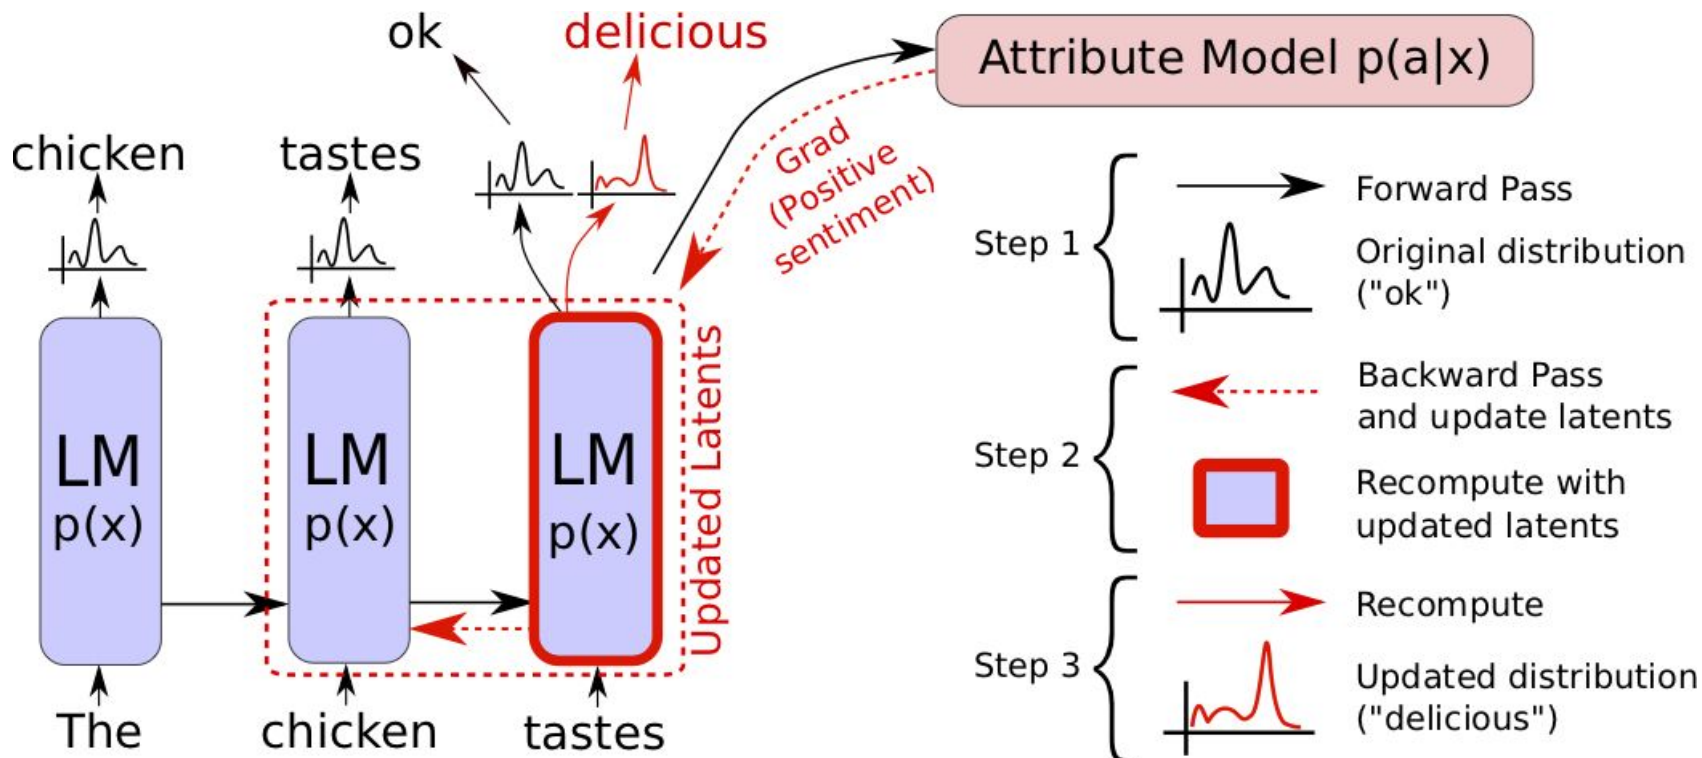 ok
delicious
Attribute Model p(a|x)
chicken
tastes
Grad
(Positive
sentiment)
LM
p(x)
LM
p(x)
LM
p(x)
Updated Latents
The
chicken
tastes
Step 1
Forward Pass
Original distribution
("ok")
Step 2
Backward Pass
and update latents
Recompute with
updated latents
Step 3
Recompute
Updated distribution
("delicious")